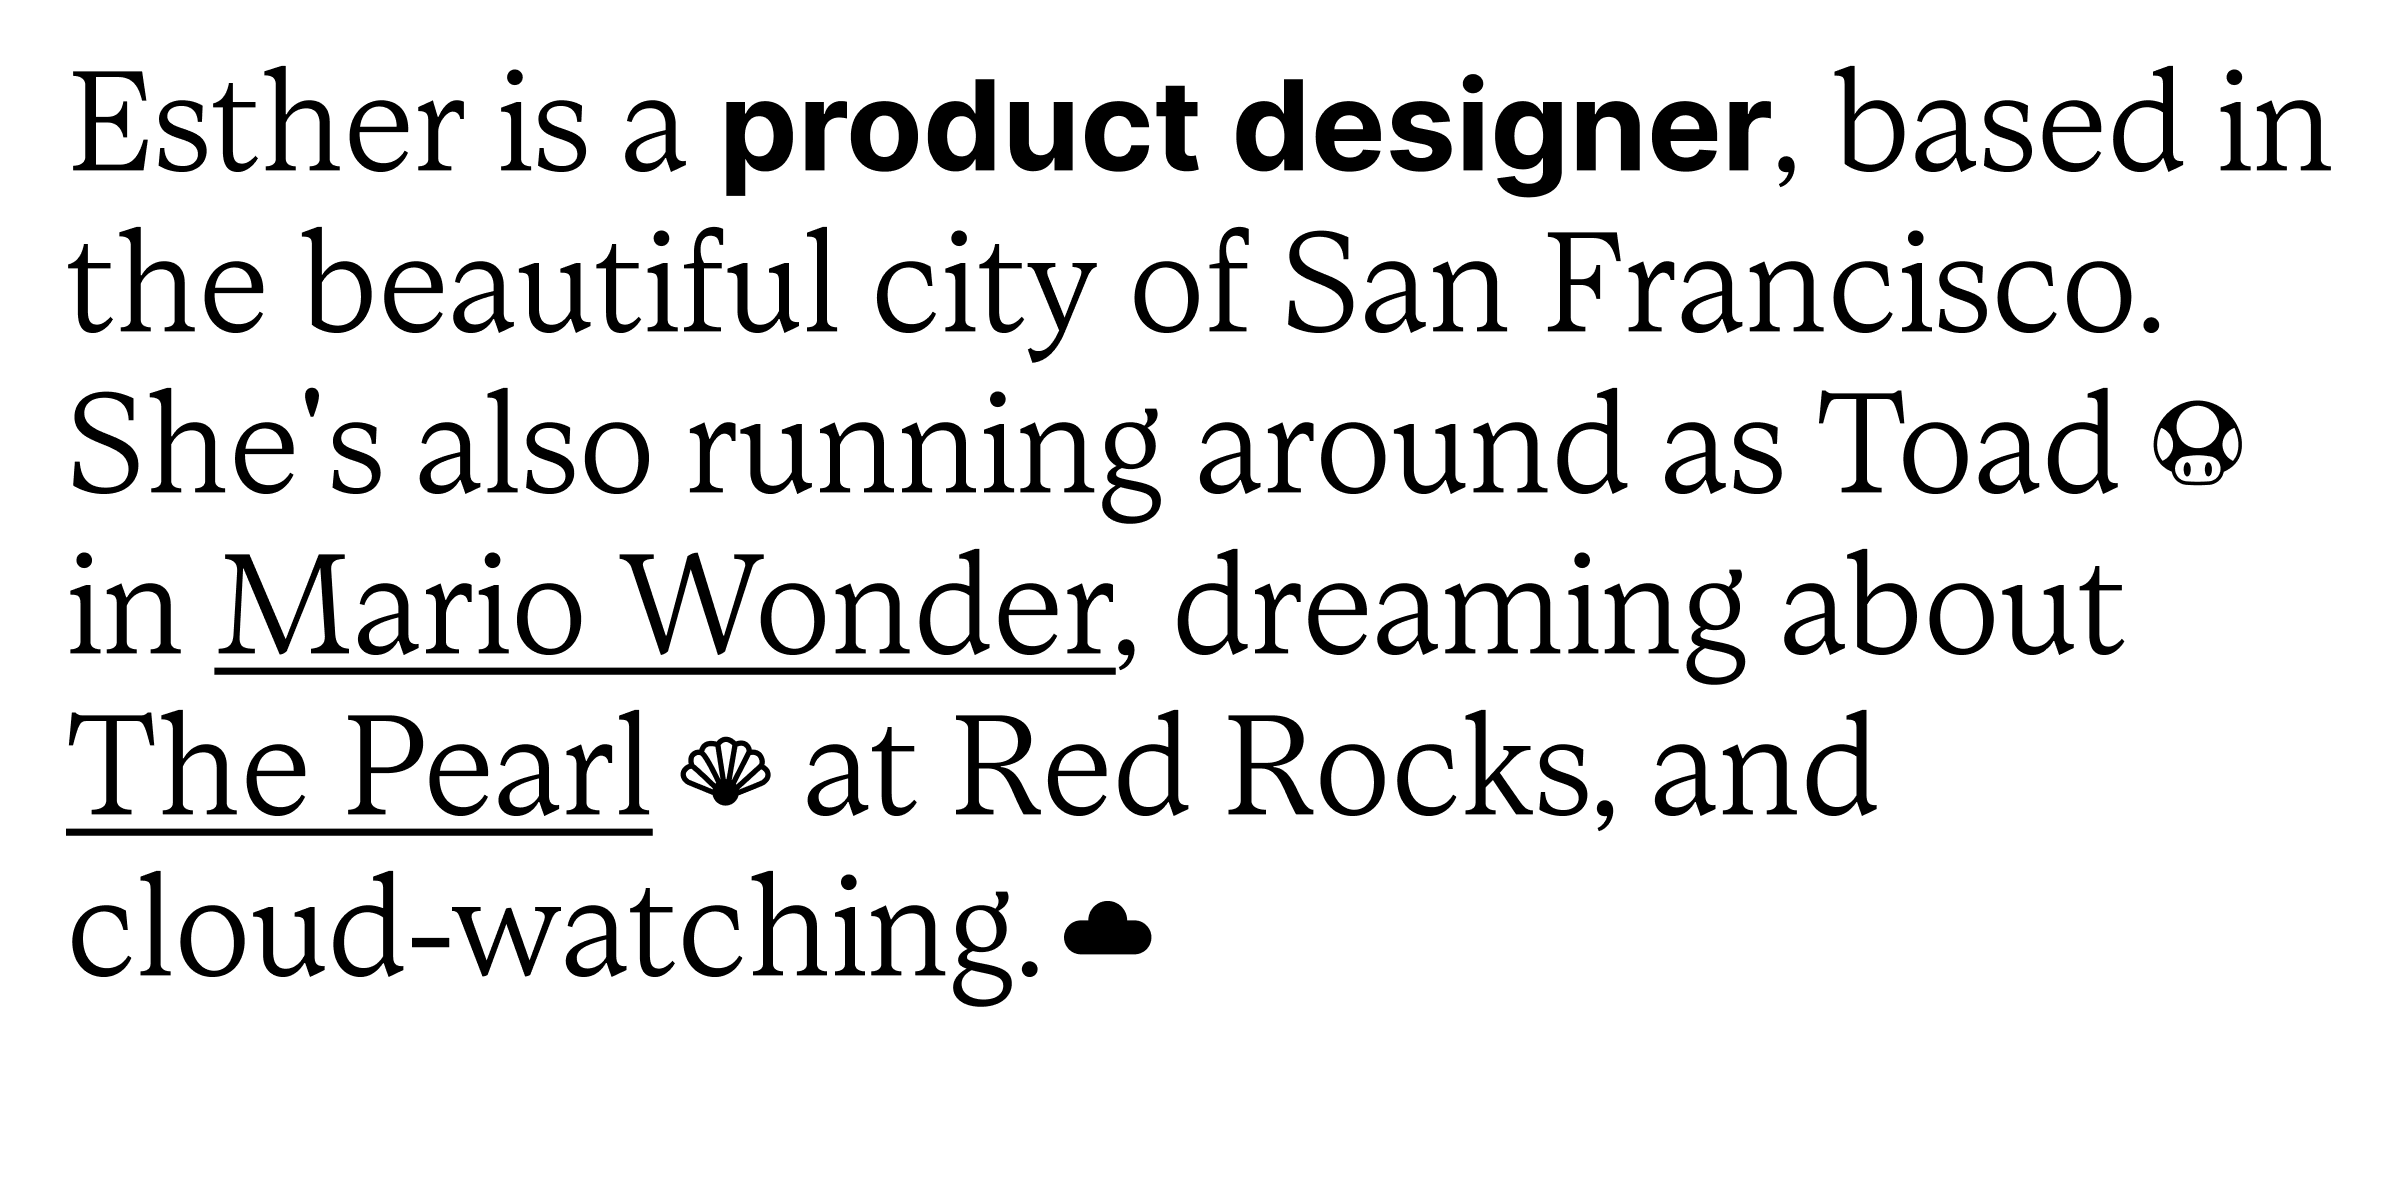 Esther is a product designer, based in
the beautiful city of San Francisco.
She's also running around as Toad
in Mario Wonder, dreaming about
The Pearl at Red Rocks, and
cloud-watching.